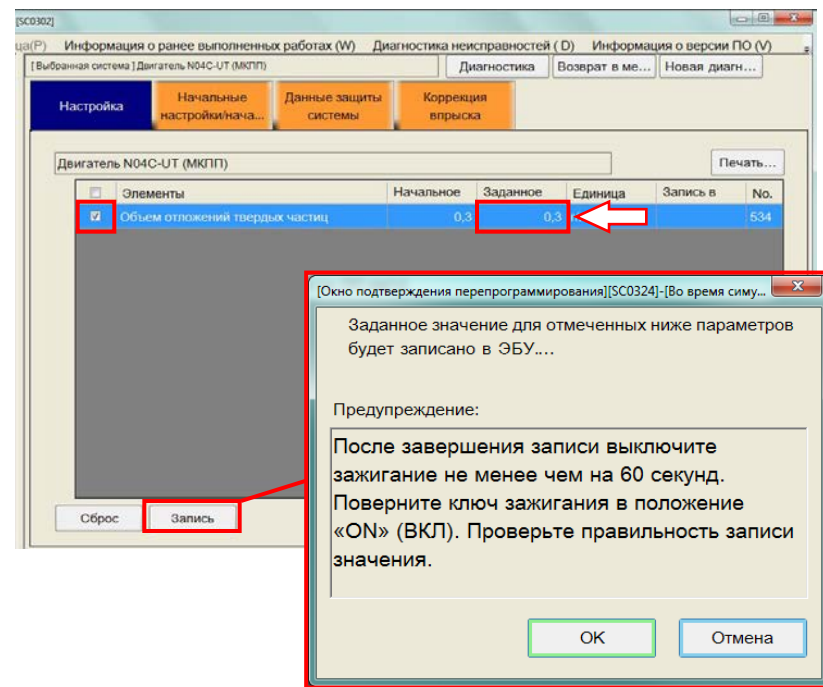 [SC0302]
ца(P) Информация о ранее выполненных работах (W) Диагностика неисправностей ( D) Информация о версии ПО (V)
[Выбранная система ] Двигатель N04C-UT (МКПП) Диагностика Возврат в ме... Новая диагн...
Настройка Начальные настройки/нача... Данные защиты системы Коррекция впрыска
Двигатель N04C-UT (МКПП) Печать...
Элементы Начальное Заданное Единица Запись в No.
Объем отложений твердых частиц 0,3 0,3 534
[Окно подтверждения перепрограммирования][SC0324]-[Во время симу...
Заданное значение для отмеченных ниже параметров
будет записано в ЭБУ....
Предупреждение:
После завершения записи выключите
зажигание не менее чем на 60 секунд.
Поверните ключ зажигания в положение
«ON» (ВКЛ). Проверьте правильность записи
значения.
Сброс Запись
OK Отмена